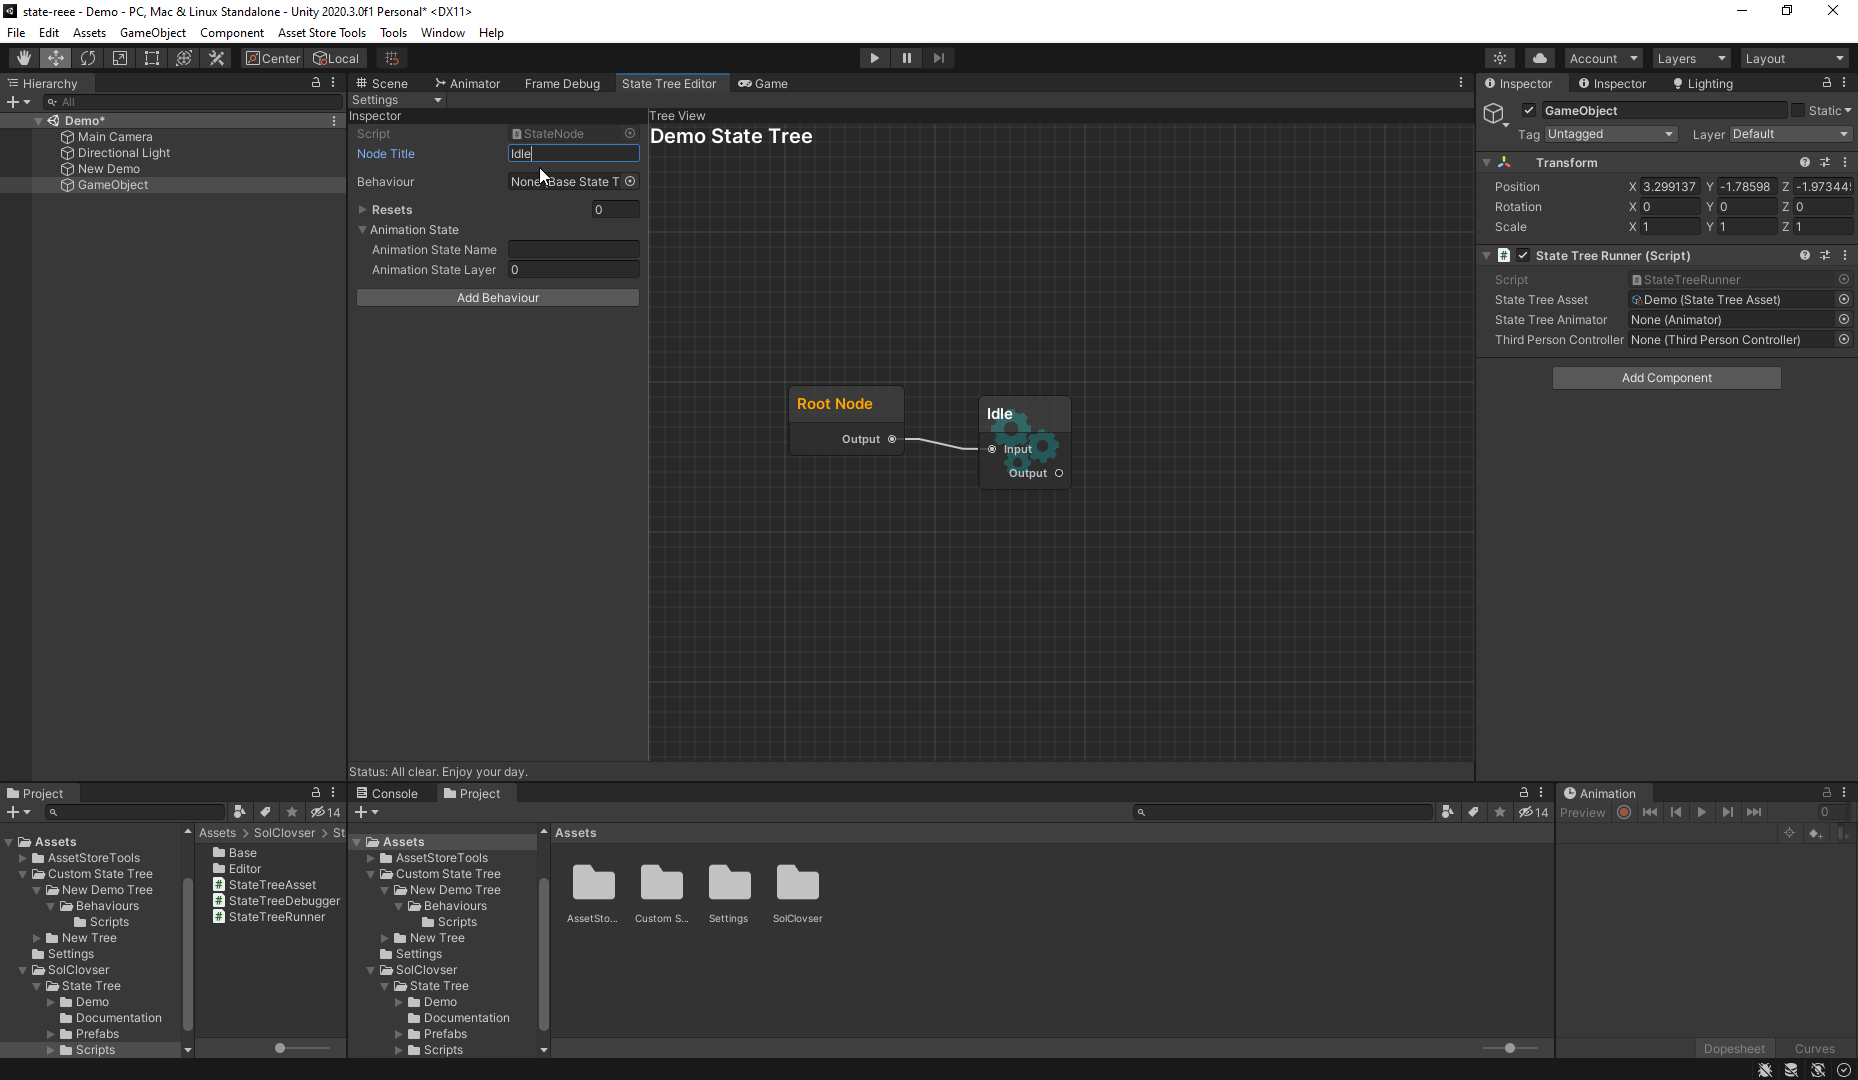 state-reee - Demo - PC, Mac & Linux Standalone - Unity 2020.3.0f1 Personal* <DX11>
File Edit Assets GameObject Component Asset Store Tools Tools Window Help
Center Local Account Layers Layout
Hierarchy
All
Demo*
Main Camera
Directional Light
New Demo
GameObject
Scene Animator Frame Debug State Tree Editor Game
Settings
Inspector
Script StateNode
Node Title Idle
Behaviour None (Base State T
Resets 0
Animation State
Animation State Name
Animation State Layer 0
Add Behaviour
Tree View
Demo State Tree
Root Node
Output
Idle
Input
Output
Status: All clear. Enjoy your day.
Inspector Inspector Lighting
GameObject Static
Tag Untagged Layer Default
Transform
Position X 3.299137 Y -1.78598 Z -1.97344
Rotation X 0 Y 0 Z 0
Scale X 1 Y 1 Z 1
State Tree Runner (Script)
Script StateTreeRunner
State Tree Asset Demo (State Tree Asset)
State Tree Animator None (Animator)
Third Person Controller None (Third Person Controller)
Add Component
Project
14
Assets
AssetStoreTools
Custom State Tree
New Demo Tree
Behaviours
Scripts
New Tree
Settings
SolClovser
State Tree
Demo
Documentation
Prefabs
Scripts
Assets > SolClovser > St
Base
Editor
StateTreeAsset
StateTreeDebugger
StateTreeRunner
Console Project
14
Assets
AssetStoreTools
Custom State Tree
New Demo Tree
Behaviours
Scripts
New Tree
Settings
SolClovser
State Tree
Demo
Documentation
Prefabs
Scripts
Assets
AssetSto... Custom S... Settings SolClovser
Animation
Preview 0
Dopesheet Curves